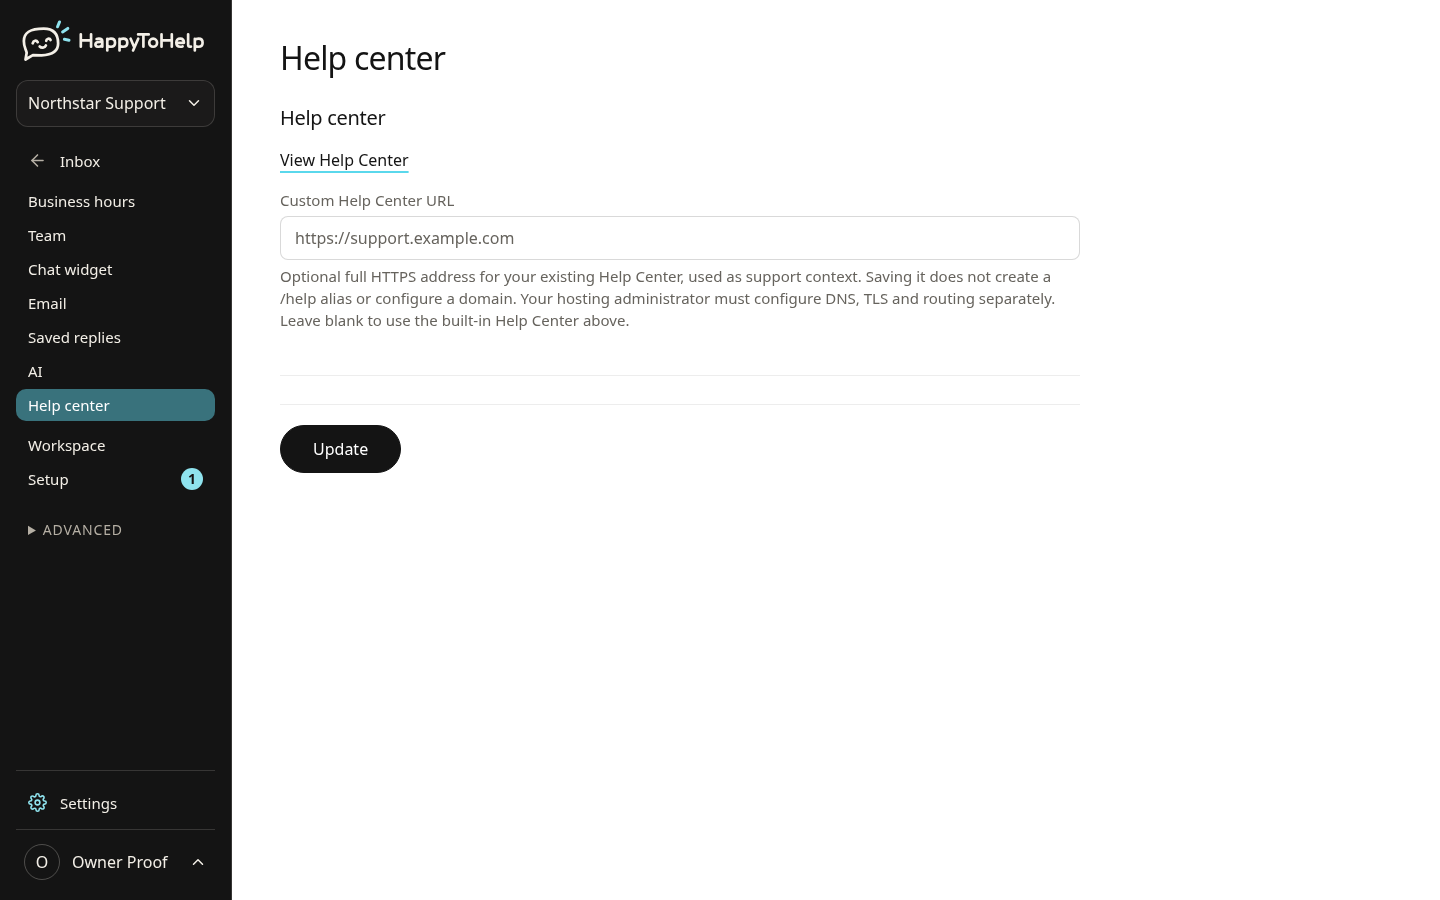 HappyToHelp
Northstar Support
Inbox
Business hours
Team
Chat widget
Email
Saved replies
AI
Help center
Workspace
Setup
1
ADVANCED
Settings
O
Owner Proof
Help center
Help center
View Help Center
Custom Help Center URL
https://support.example.com
Optional full HTTPS address for your existing Help Center, used as support context. Saving it does not create a
/help alias or configure a domain. Your hosting administrator must configure DNS, TLS and routing separately.
Leave blank to use the built-in Help Center above.
Update